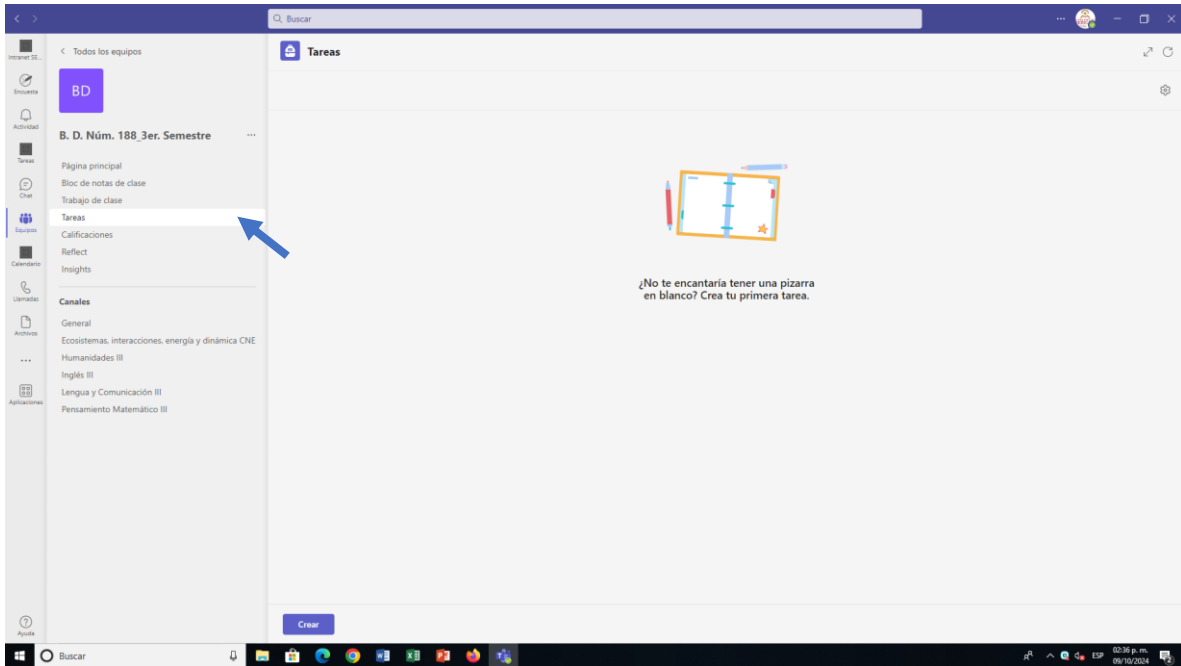 Buscar
Intranet SE...
Encuesta
Actividad
Tareas
Chat
Equipos
Calendario
Llamadas
Archivos
...
Aplicaciones
Ayuda
Todos los equipos
BD
B. D. Núm. 188_3er. Semestre
...
Página principal
Bloc de notas de clase
Trabajo de clase
Tareas
Calificaciones
Reflect
Insights
Canales
General
Ecosistemas, interacciones, energía y dinámica CNE
Humanidades III
Inglés III
Lengua y Comunicación III
Pensamiento Matemático III
Tareas
¿No te encantaría tener una pizarra
en blanco? Crea tu primera tarea.
Crear
Buscar
ESP
02:36 p. m.
09/10/2024